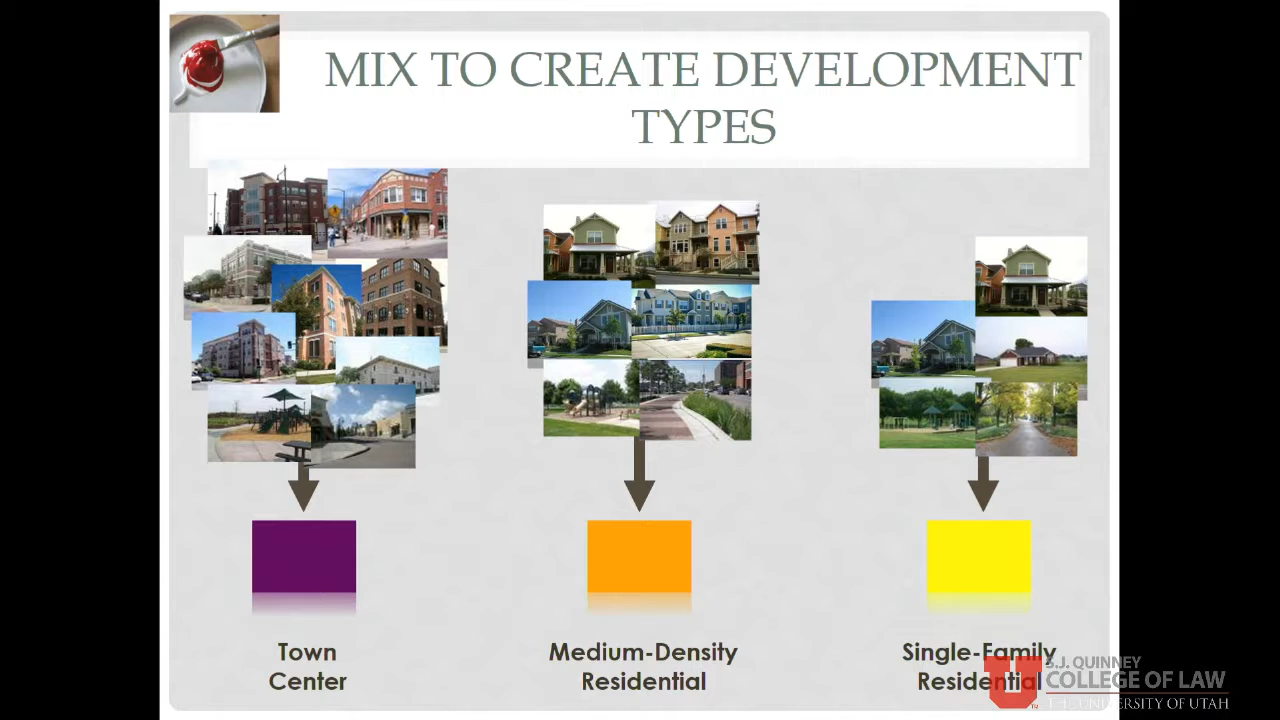 MIX TO CREATE DEVELOPMENT
TYPES
Town
Center
Medium-Density
Residential
Single-Family
Residential
S.J. QUINNEY
COLLEGE OF LAW
THE UNIVERSITY OF UTAH